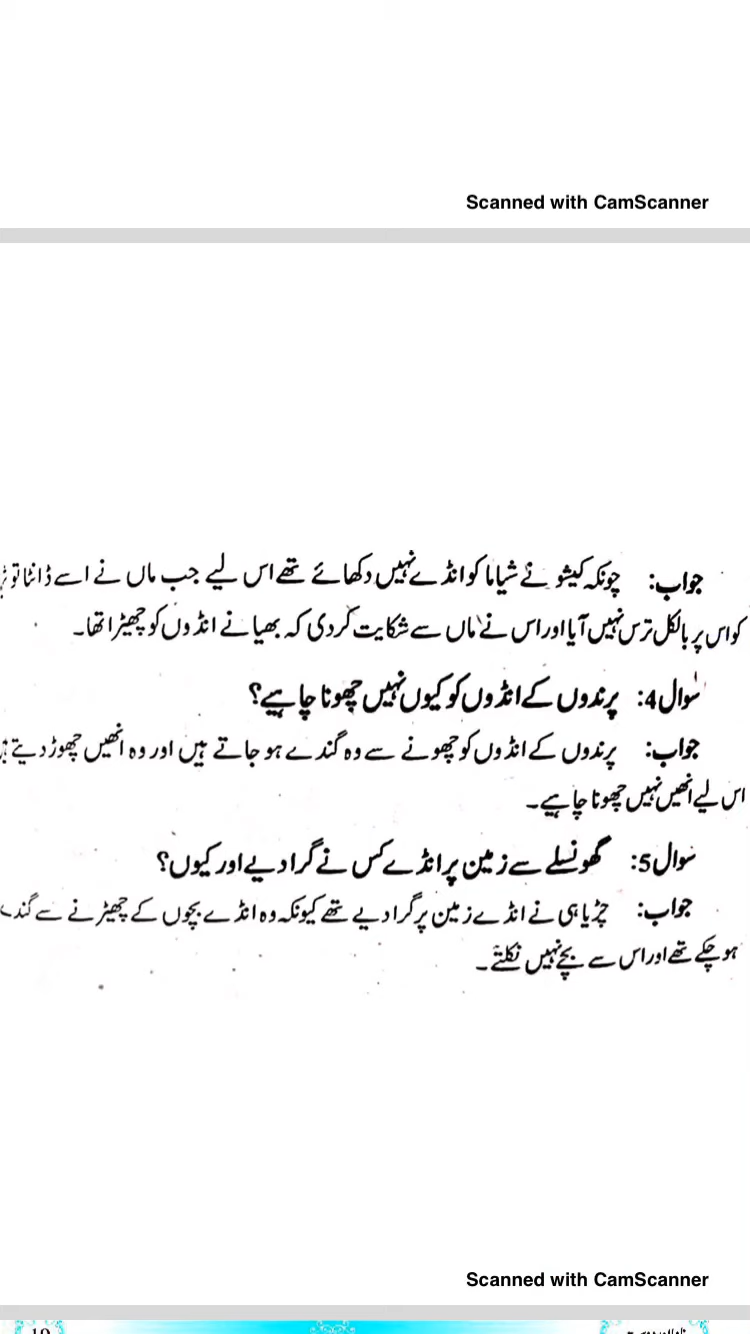 Scanned with CamScanner
جواب: چونکہ کیشو نے شیاما کو انڈے نہیں دکھائے تھے اس لیے جب ماں نے اسے ڈانٹا تو
کو اس پر بالکل ترس نہیں آیا اور اس نے ماں سے شکایت کر دی کہ بھیا نے انڈوں کو چھیڑا تھا۔
سوال 4: پرندوں کے انڈوں کو کیوں نہیں چھونا چاہیے؟
جواب: پرندوں کے انڈوں کو چھونے سے وہ گندے ہو جاتے ہیں اور وہ انھیں چھوڑ دیتے
اس لیے انھیں نہیں چھونا چاہیے۔
سوال 5: گھونسلے سے زمین پر انڈے کس نے گرا دیے اور کیوں؟
جواب: چڑیا ہی نے انڈے زمین پر گرا دیے تھے کیونکہ وہ انڈے بچوں کے چھیڑنے سے گندے
ہو چکے تھے اور اس سے بچے نہیں نکلتے۔
Scanned with CamScanner